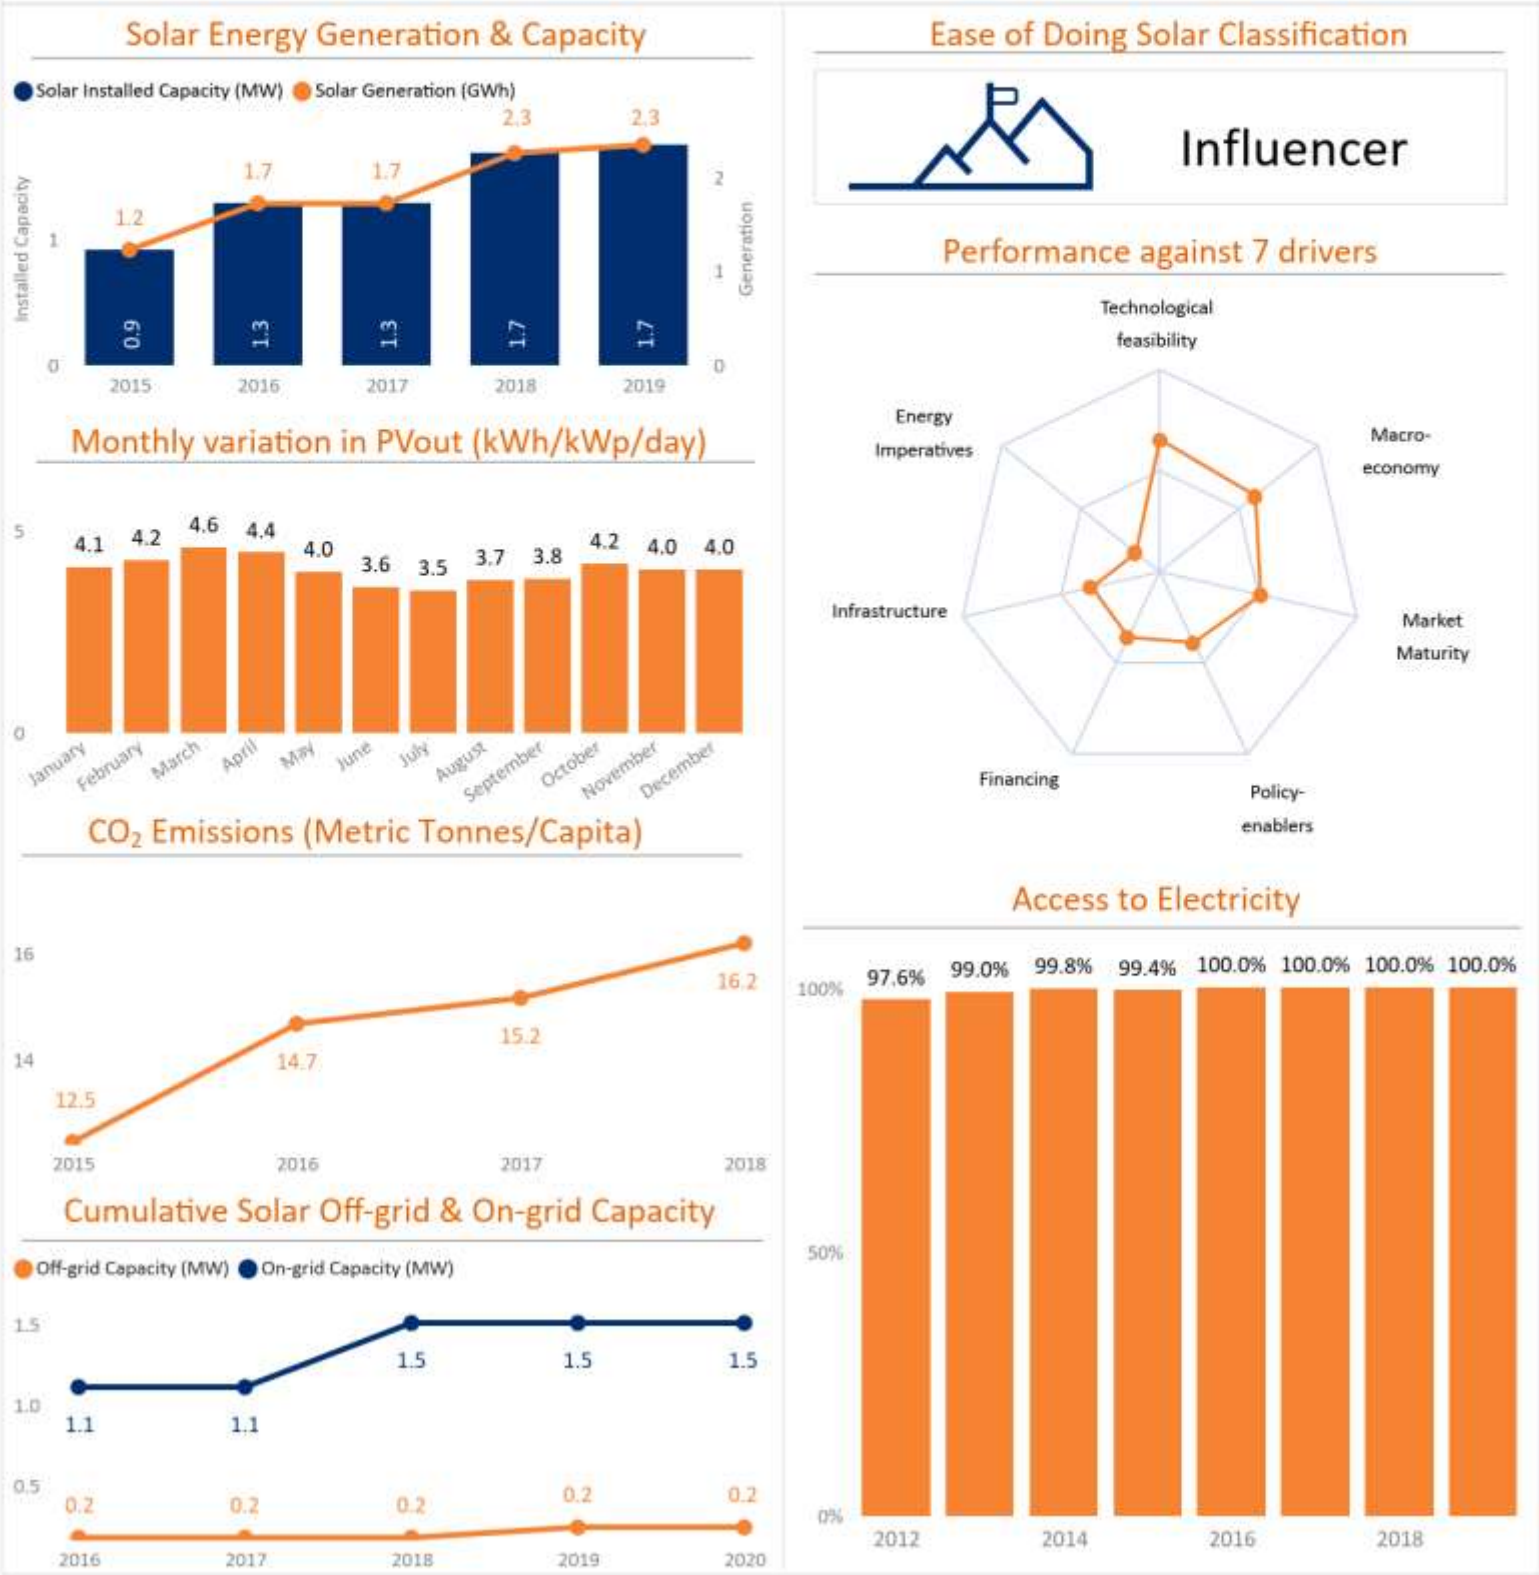 Solar Energy Generation & Capacity
Solar Installed Capacity (MW) Solar Generation (GWh)
2.3 2.3
1.7 1.7
1.2
Installed Capacity
Generation
2
1
1
0
0
0.9 1.3 1.3 1.7 1.7
2015 2016 2017 2018 2019
Monthly variation in PVout (kWh/kWp/day)
5
4.1 4.2 4.6 4.4 4.0 3.6 3.5 3.7 3.8 4.2 4.0 4.0
0
January February March April May June July August September October November December
CO₂ Emissions (Metric Tonnes/Capita)
16
16.2
15.2
14
14.7
12.5
2015 2016 2017 2018
Cumulative Solar Off-grid & On-grid Capacity
Off-grid Capacity (MW) On-grid Capacity (MW)
1.5
1.5 1.5 1.5
1.0
1.1 1.1
0.5
0.2 0.2 0.2 0.2 0.2
2016 2017 2018 2019 2020
Ease of Doing Solar Classification
Influencer
Performance against 7 drivers
Technological
feasibility
Energy
Imperatives
Macro-
economy
Infrastructure
Market
Maturity
Financing
Policy-
enablers
Access to Electricity
97.6% 99.0% 99.8% 99.4% 100.0% 100.0% 100.0% 100.0%
100%
50%
0%
2012 2014 2016 2018